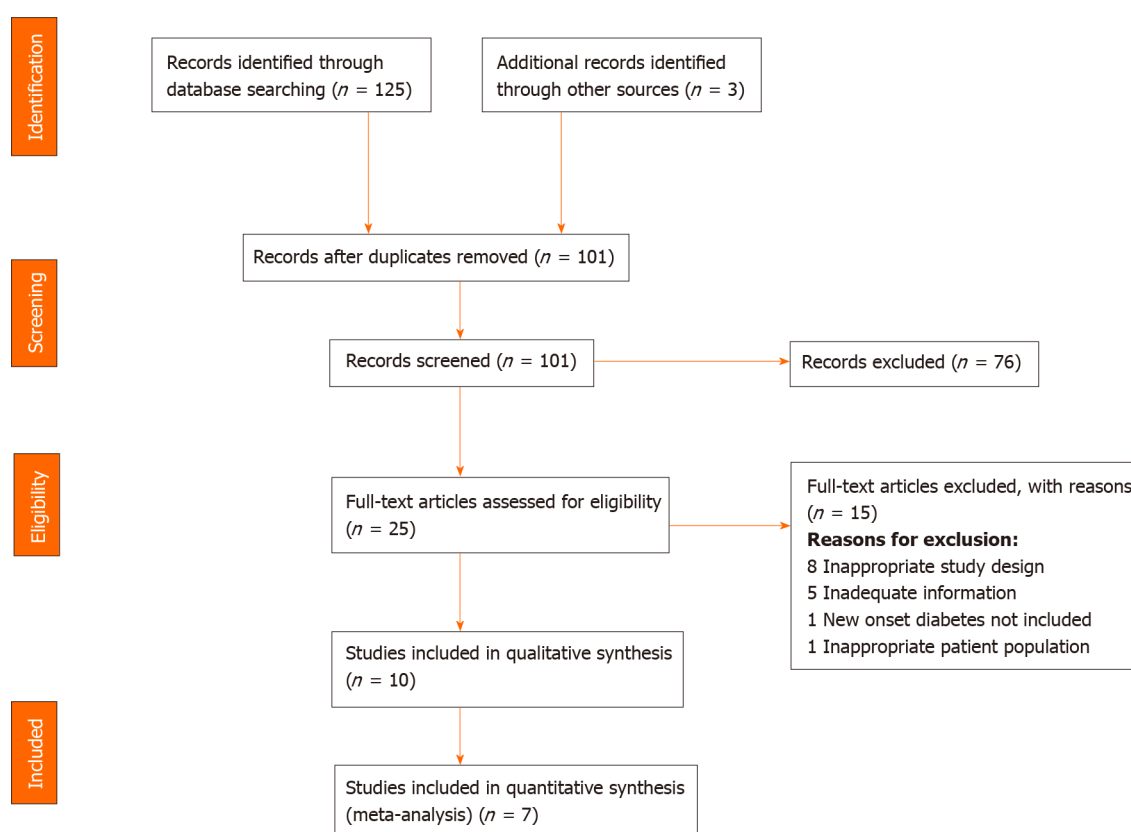 Identification
Records identified through
database searching (n = 125)
Additional records identified
through other sources (n = 3)
Records after duplicates removed (n = 101)
Screening
Records screened (n = 101)
Records excluded (n = 76)
Eligibility
Full-text articles assessed for eligibility
(n = 25)
Full-text articles excluded, with reasons
(n = 15)
Reasons for exclusion:
8 Inappropriate study design
5 Inadequate information
1 New onset diabetes not included
1 Inappropriate patient population
Studies included in qualitative synthesis
(n = 10)
Included
Studies included in quantitative synthesis
(meta-analysis) (n = 7)